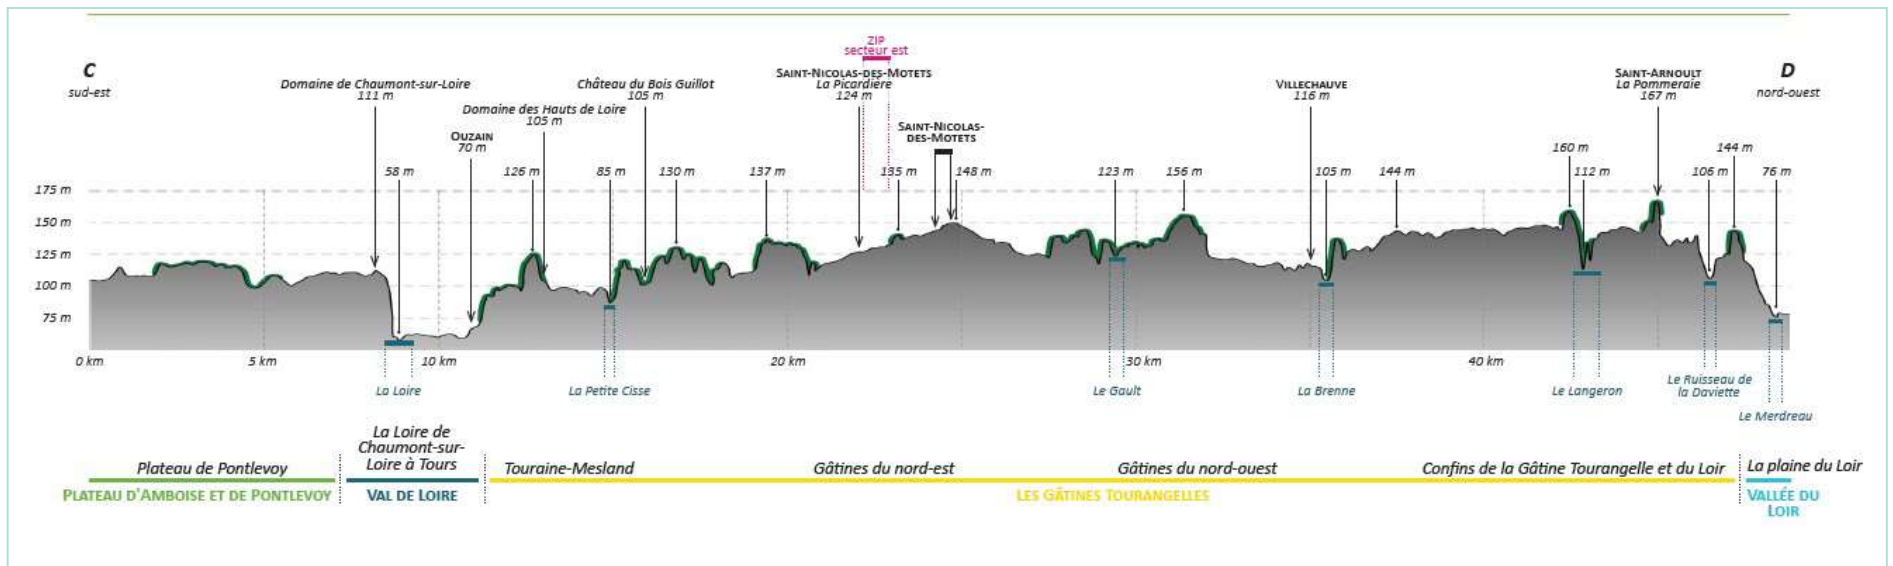 ZIP
secteur est
C
sud-est
Domaine de Chaumont-sur-Loire
111 m
Domaine des Hauts de Loire
105 m
Ouzain
70 m
Château du Bois Guillot
105 m
Saint-Nicolas-des-Motets
La Picardière
124 m
Saint-Nicolas-
des-Motets
Villechauve
116 m
Saint-Arnoult
La Pommeraie
167 m
D
nord-ouest
58 m
126 m
85 m
130 m
137 m
135 m
148 m
123 m
156 m
105 m
144 m
160 m
112 m
106 m
144 m
76 m
175 m
150 m
125 m
100 m
75 m
0 km
5 km
10 km
20 km
30 km
40 km
La Loire
La Petite Cisse
Le Gault
La Brenne
Le Langeron
Le Ruisseau de
la Daviette
Le Merdreau
Plateau de Pontlevoy
La Loire de
Chaumont-sur-
Loire à Tours
Touraine-Mesland
Gâtines du nord-est
Gâtines du nord-ouest
Confins de la Gâtine Tourangelle et du Loir
La plaine du Loir
Plateau d'Amboise et de Pontlevoy
Val de Loire
Les Gâtines Tourangelles
Vallée du
Loir